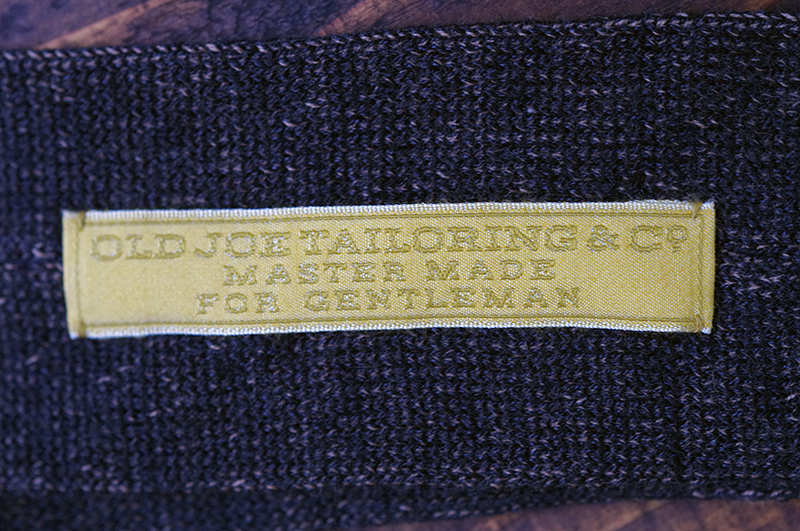 OLD JOE TAILORING & Cº
MASTER MADE
FOR GENTLEMAN